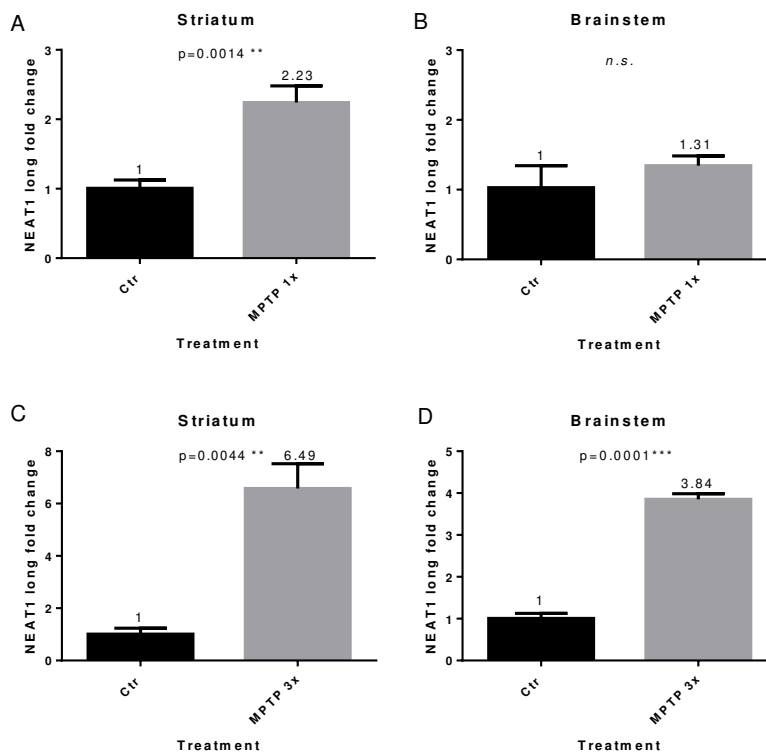 A
Striatum
p=0.0014 **
NEAT1 long fold change
3
2
1
0
1
2.23
Ctr
MPTP 1x
Treatment
B
Brainstem
n.s.
NEAT1 long fold change
3
2
1
0
1
1.31
Ctr
MPTP 1x
Treatment
C
Striatum
p=0.0044 **
NEAT1 long fold change
8
6
4
2
0
1
6.49
Ctr
MPTP 3x
Treatment
D
Brainstem
p=0.0001***
NEAT1 long fold change
5
4
3
2
1
0
1
3.84
Ctr
MPTP 3x
Treatment